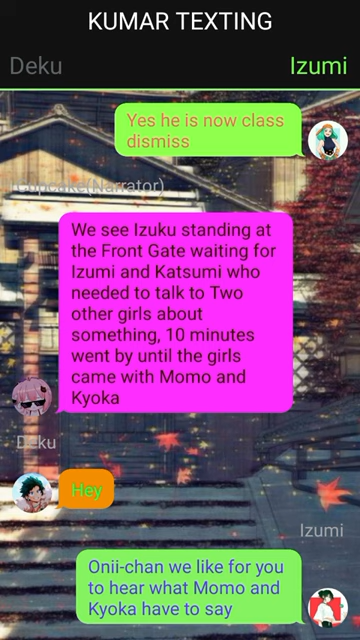 KUMAR TEXTING
Deku
Izumi
Yes he is now class
dismiss
Cupcake(Narrator)
We see Izuku standing at
the Front Gate waiting for
Izumi and Katsumi who
needed to talk to Two
other girls about
something, 10 minutes
went by until the girls
came with Momo and
Kyoka
Deku
Hey
Izumi
Onii-chan we like for you
to hear what Momo and
Kyoka have to say